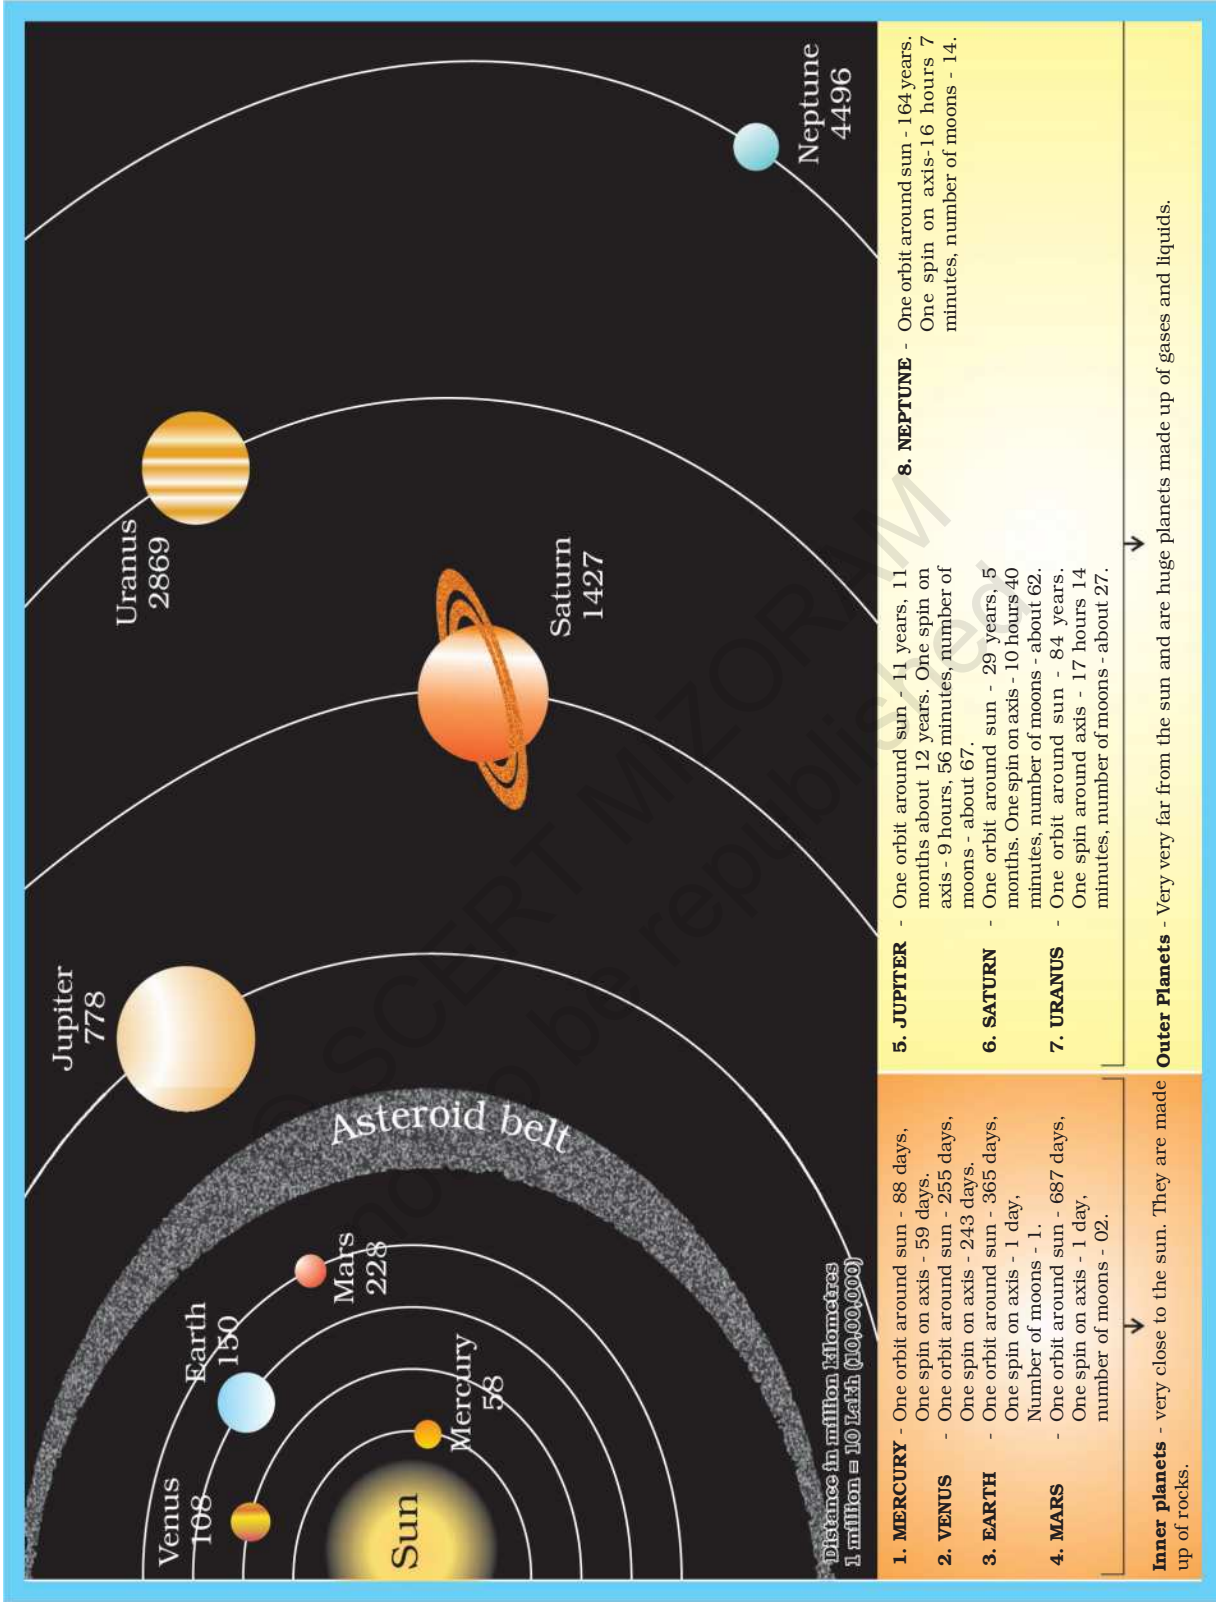 Sun
Mercury
58
Venus
108
Earth
150
Mars
228
Asteroid belt
Jupiter
778
Saturn
1427
Uranus
2869
Neptune
4496
Distance in million kilometres
1 million = 10 Lakh (10,00,000)
1. MERCURY - One orbit around sun - 88 days,
One spin on axis - 59 days.
2. VENUS - One orbit around sun - 255 days,
One spin on axis - 243 days.
3. EARTH - One orbit around sun - 365 days,
One spin on axis - 1 day,
Number of moons - 1.
4. MARS - One orbit around sun - 687 days,
One spin on axis - 1 day,
number of moons - 02.
Inner planets - very close to the sun. They are made
up of rocks.
5. JUPITER - One orbit around sun - 11 years, 11
months about 12 years. One spin on
axis - 9 hours, 56 minutes, number of
moons - about 67.
6. SATURN - One orbit around sun - 29 years, 5
months. One spin on axis - 10 hours 40
minutes, number of moons - about 62.
7. URANUS - One orbit around sun - 84 years.
One spin around axis - 17 hours 14
minutes, number of moons - about 27.
8. NEPTUNE - One orbit around sun - 164 years.
One spin on axis-16 hours 7
minutes, number of moons - 14.
Outer Planets - Very very far from the sun and are huge planets made up of gases and liquids.
© SCERT MIZORAM
not to be republished